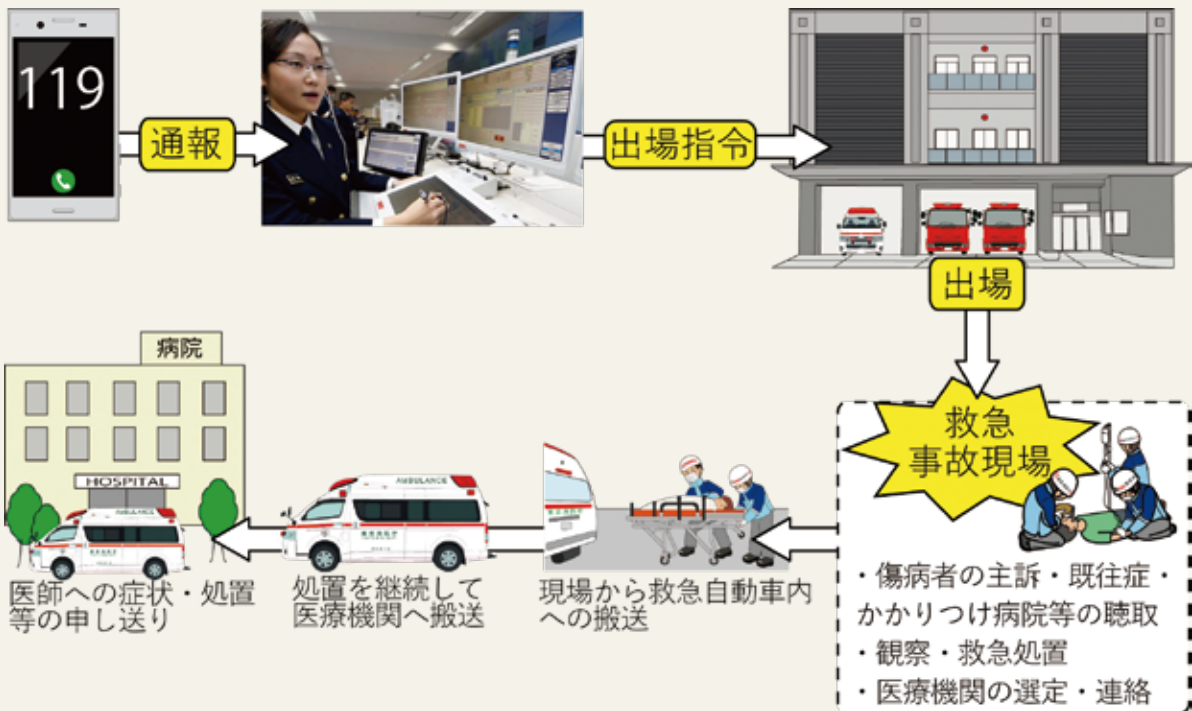 119
通報
出場指令
出場
救急
事故現場
・傷病者の主訴・既往症・
かかりつけ病院等の聴取
・観察・救急処置
・医療機関の選定・連絡
現場から救急自動車内
への搬送
AMBULANCE
処置を継続して
医療機関へ搬送
病院
HOSPITAL
AMBULANCE
医師への症状・処置
等の申し送り